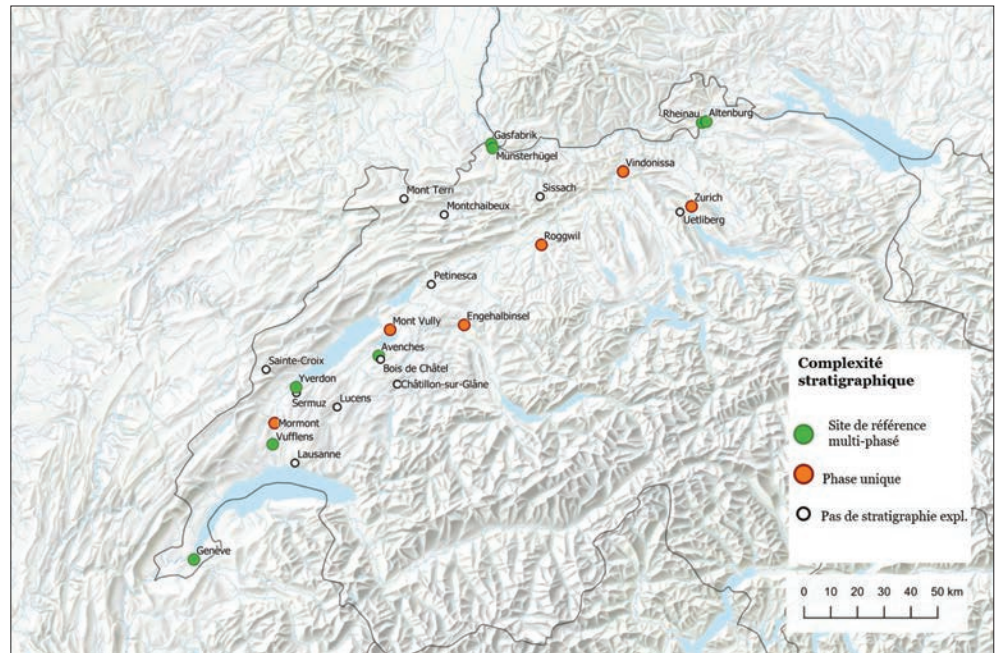 Rheinau
Altenburg
Gasfabrik
Münsterhügel
Vindonissa
Mont Terri
Sissach
Montchaibeux
Zurich
Uetliberg
Roggwil
Petinesca
Mont Vully
Engehalbinsel
Avenches
Bois de Châtel
Sainte-Croix
Châtillon-sur-Glâne
Yverdon
Sermuz
Lucens
Mormont
Vufflens
Lausanne
Genève
Complexité
stratigraphique
Site de référence
multi-phasé
Phase unique
Pas de stratigraphie expl.
0 10 20 30 40 50 km